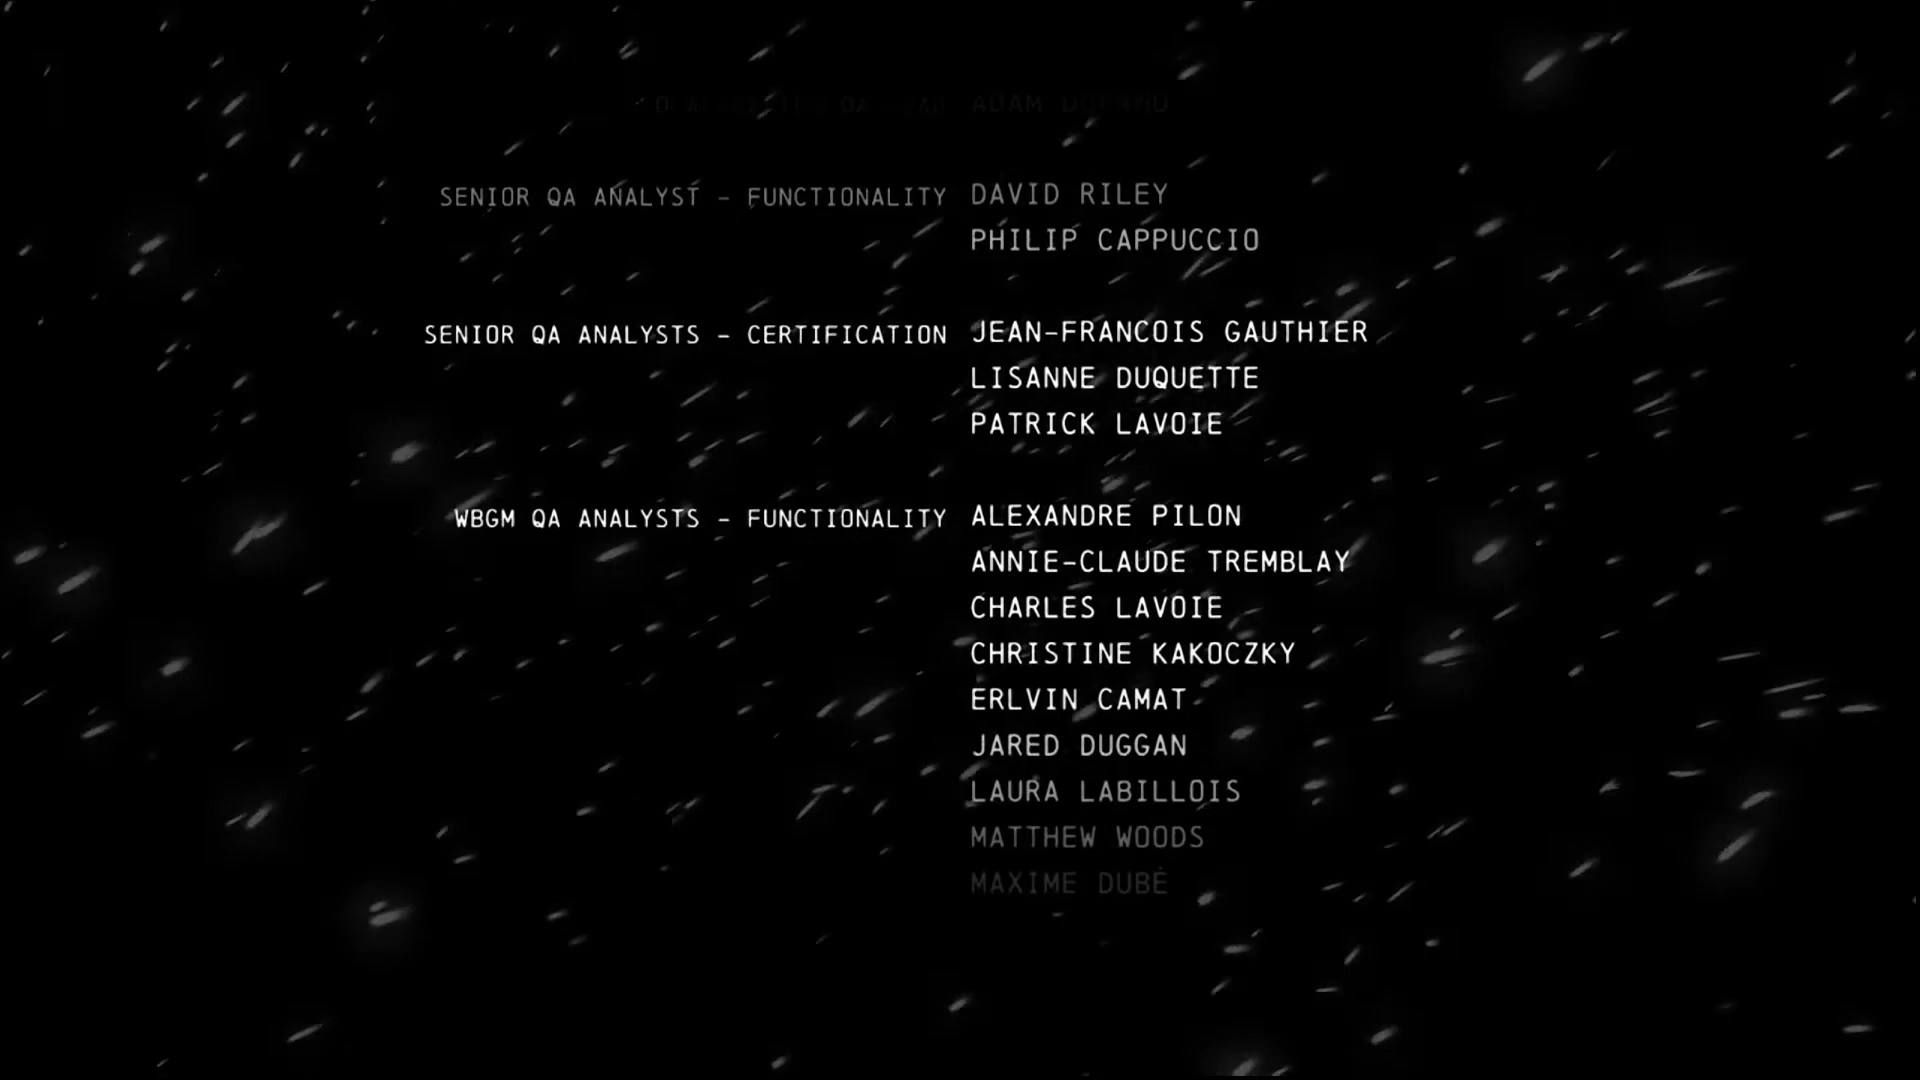 ADAM
SENIOR QA ANALYST - FUNCTIONALITY DAVID RILEY
PHILIP CAPPUCCIO
SENIOR QA ANALYSTS - CERTIFICATION JEAN-FRANCOIS GAUTHIER
LISANNE DUQUETTE
PATRICK LAVOIE
WBGM QA ANALYSTS - FUNCTIONALITY ALEXANDRE PILON
ANNIE-CLAUDE TREMBLAY
CHARLES LAVOIE
CHRISTINE KAKOCZKY
ERLVIN CAMAT
JARED DUGGAN
LAURA LABILLOIS
MATTHEW WOODS
MAXIME DUBÉ